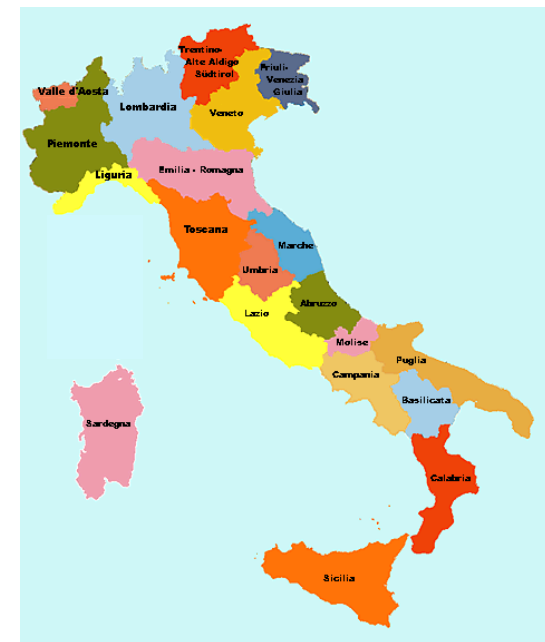 Trentino-
Alte Aldigo
Südtirol
Friuli-
Venezia
Giulia
Valle d'Aosta
Lombardia
Veneto
Piemonte
Emilia - Romagna
Liguria
Toscana
Marche
Umbria
Abruzzo
Lazio
Molise
Puglia
Campania
Basilicata
Sardegna
Calabria
Sicilia